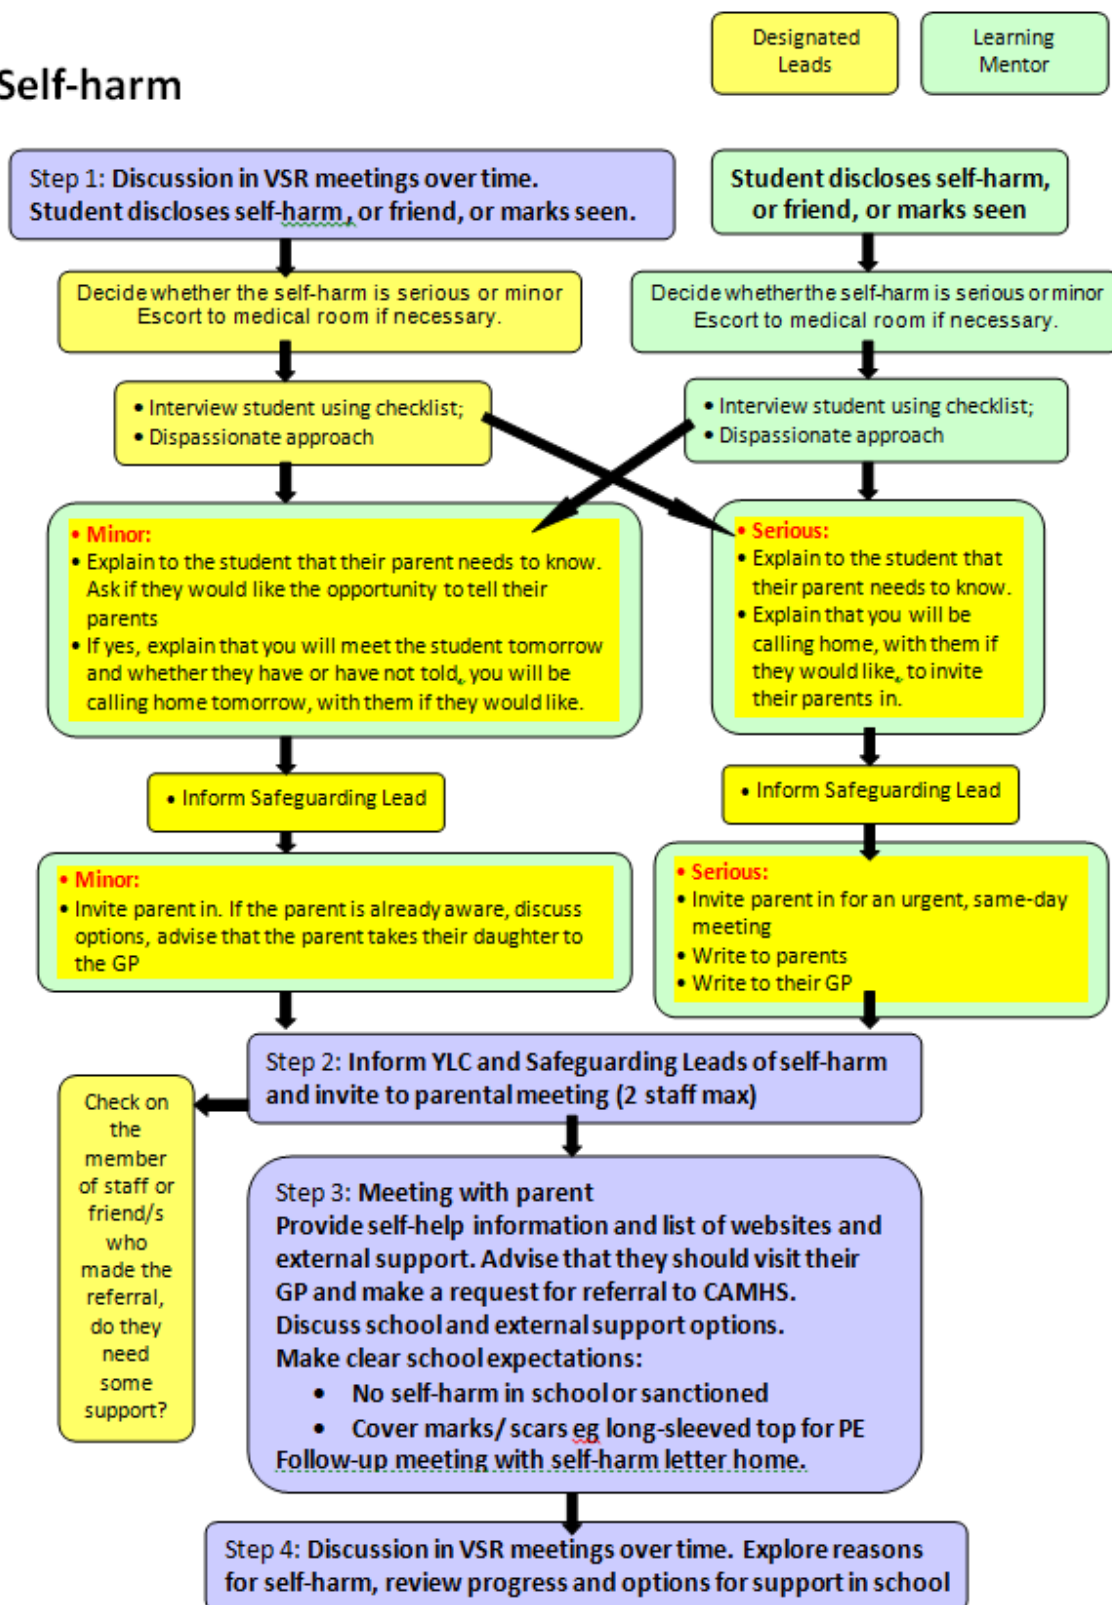 Self-harm
Designated
Leads
Learning
Mentor
Step 1: Discussion in VSR meetings over time.
Student discloses self-harm , or friend, or marks seen.
Student discloses self-harm,
or friend, or marks seen
Decide whether the self-harm is serious or minor
Escort to medical room if necessary.
Decide whether the self-harm is serious or minor
Escort to medical room if necessary.
• Interview student using checklist;
• Dispassionate approach
• Interview student using checklist;
• Dispassionate approach
• Minor:
• Explain to the student that their parent needs to know.
Ask if they would like the opportunity to tell their
parents
• If yes, explain that you will meet the student tomorrow
and whether they have or have not told, you will be
calling home tomorrow, with them if they would like.
• Serious:
• Explain to the student that
their parent needs to know.
• Explain that you will be
calling home, with them if
they would like, to invite
their parents in.
• Inform Safeguarding Lead
• Inform Safeguarding Lead
• Minor:
• Invite parent in. If the parent is already aware, discuss
options, advise that the parent takes their daughter to
the GP
• Serious:
• Invite parent in for an urgent, same-day
meeting
• Write to parents
• Write to their GP
Step 2: Inform YLC and Safeguarding Leads of self-harm
and invite to parental meeting (2 staff max)
Check on
the
member
of staff or
friend/s
who
made the
referral,
do they
need
some
support?
Step 3: Meeting with parent
Provide self-help information and list of websites and
external support. Advise that they should visit their
GP and make a request for referral to CAMHS.
Discuss school and external support options.
Make clear school expectations:
• No self-harm in school or sanctioned
• Cover marks/ scars eg long-sleeved top for PE
Follow-up meeting with self-harm letter home.
Step 4: Discussion in VSR meetings over time. Explore reasons
for self-harm, review progress and options for support in school